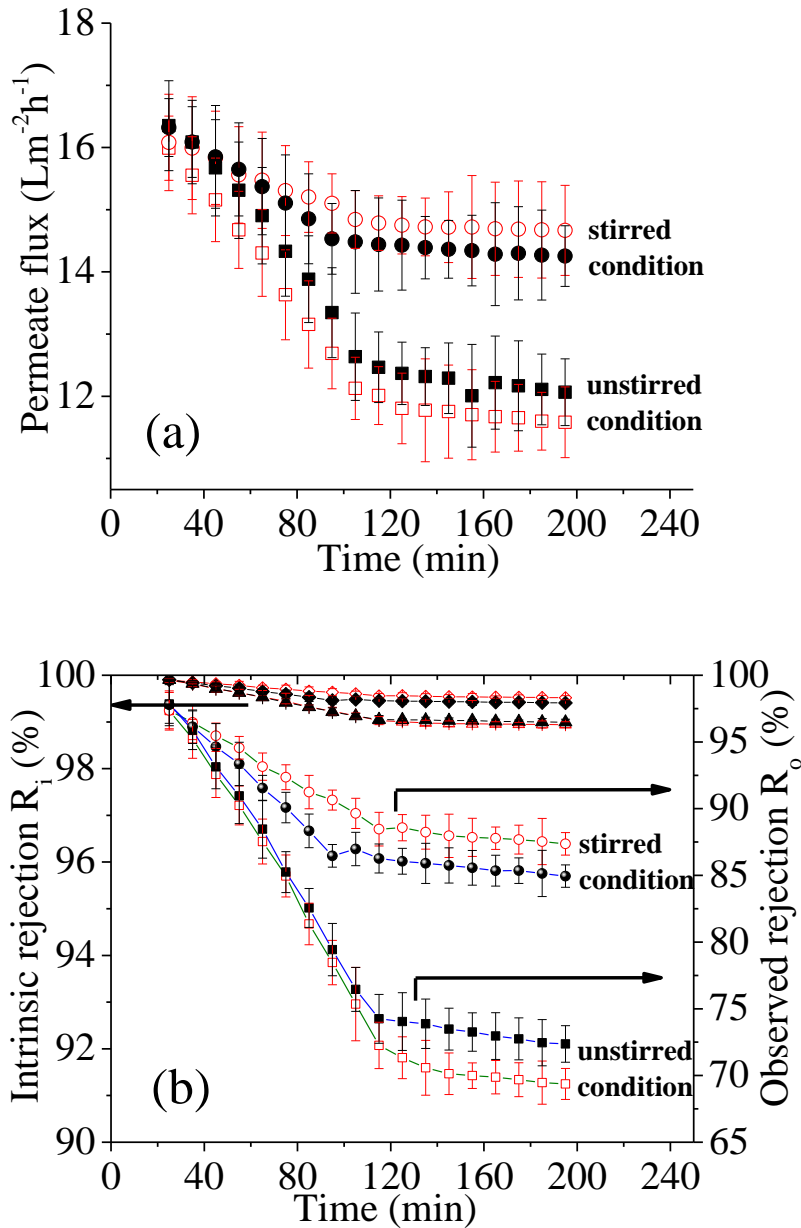 18
16
14
12
Permeate flux (Lm-2h-1)
stirred
condition
unstirred
condition
(a)
0 40 80 120 160 200 240
Time (min)
100
98
96
94
92
90
Intrinsic rejection Ri (%)
100
95
90
85
80
75
70
65
Observed rejection Ro (%)
stirred
condition
unstirred
condition
(b)
0 40 80 120 160 200 240
Time (min)